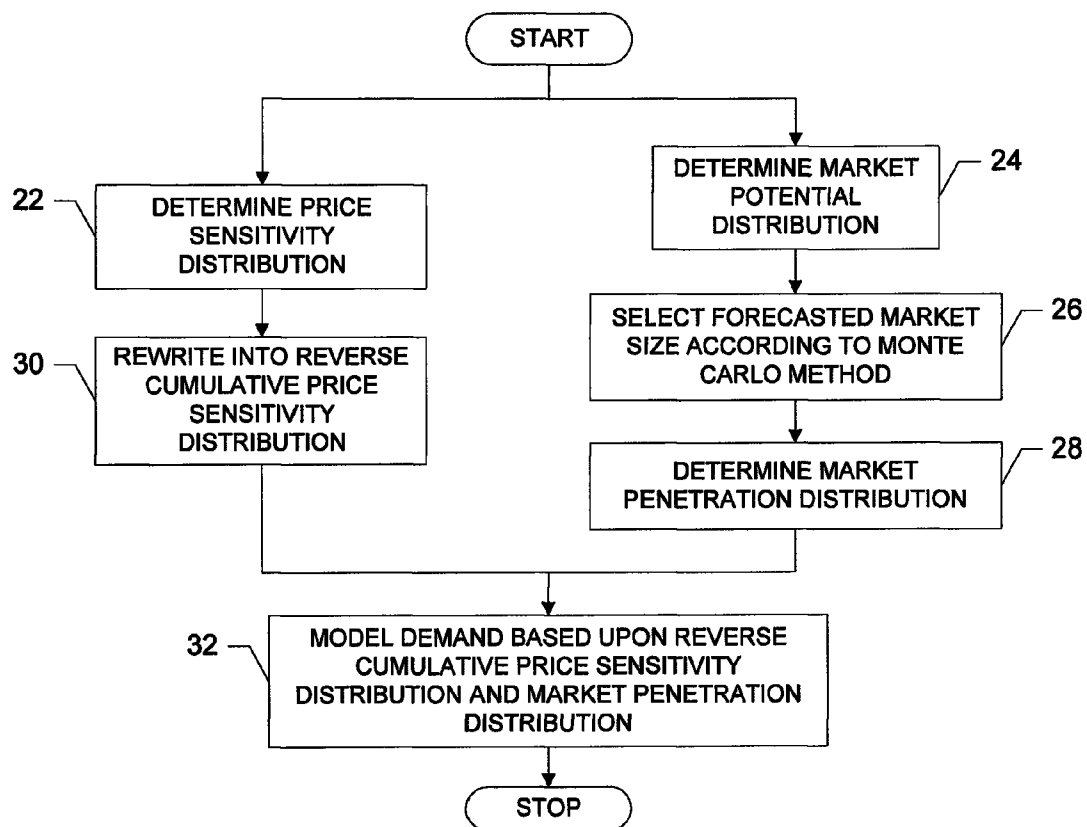 START
22
DETERMINE PRICE
SENSITIVITY
DISTRIBUTION
30
REWRITE INTO REVERSE
CUMULATIVE PRICE
SENSITIVITY
DISTRIBUTION
24
DETERMINE MARKET
POTENTIAL
DISTRIBUTION
26
SELECT FORECASTED MARKET
SIZE ACCORDING TO MONTE
CARLO METHOD
28
DETERMINE MARKET
PENETRATION DISTRIBUTION
32
MODEL DEMAND BASED UPON REVERSE
CUMULATIVE PRICE SENSITIVITY
DISTRIBUTION AND MARKET PENETRATION
DISTRIBUTION
STOP